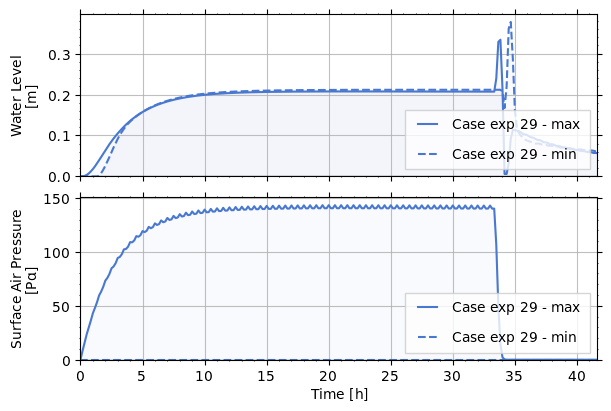 Water Level
[m]
0.3
0.2
0.1
0.0
Case exp 29 - max
Case exp 29 - min
Surface Air Pressure
[Pa]
150
100
50
0
Case exp 29 - max
Case exp 29 - min
0 5 10 15 20 25 30 35 40
Time [h]